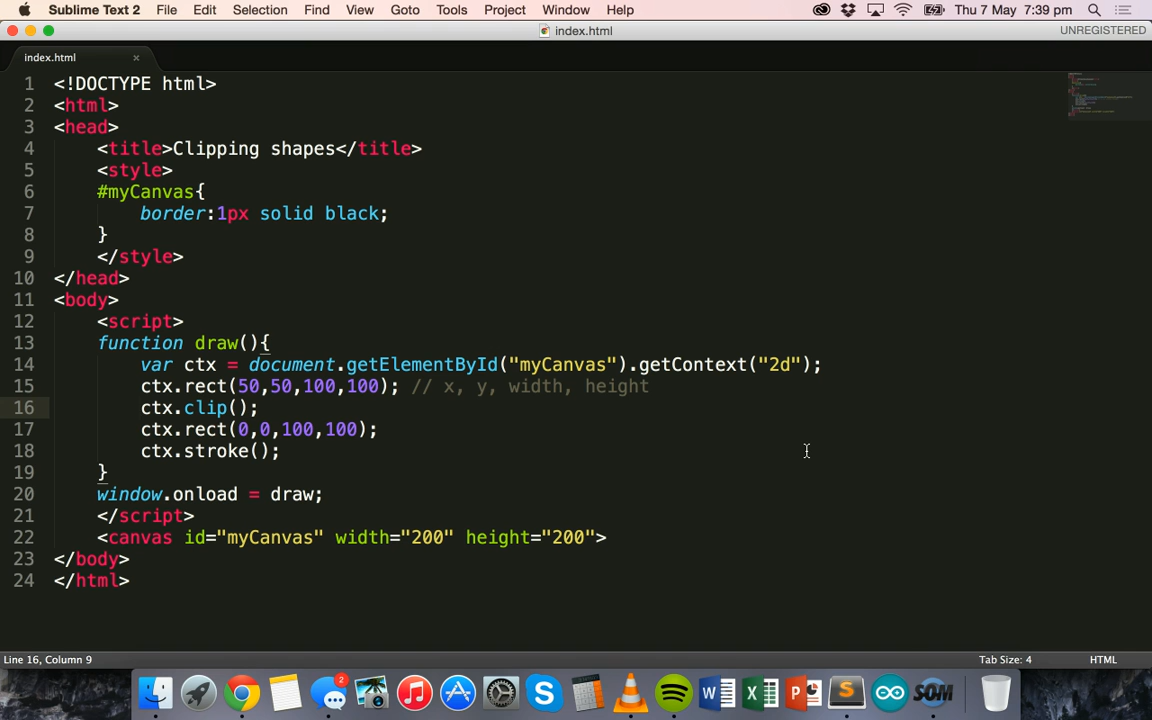 Sublime Text 2 File Edit Selection Find View Goto Tools Project Window Help Thu 7 May 7:39 pm
index.html UNREGISTERED
index.html ×
1 <!DOCTYPE html>
2 <html>
3 <head>
4 <title>Clipping shapes</title>
5 <style>
6 #myCanvas{
7 border:1px solid black;
8 }
9 </style>
10 </head>
11 <body>
12 <script>
13 function draw(){
14 var ctx = document.getElementById("myCanvas").getContext("2d");
15 ctx.rect(50,50,100,100); // x, y, width, height
16 ctx.clip();
17 ctx.rect(0,0,100,100);
18 ctx.stroke();
19 }
20 window.onload = draw;
21 </script>
22 <canvas id="myCanvas" width="200" height="200">
23 </body>
24 </html>
Line 16, Column 9 Tab Size: 4 HTML
2
S W X P S SOM